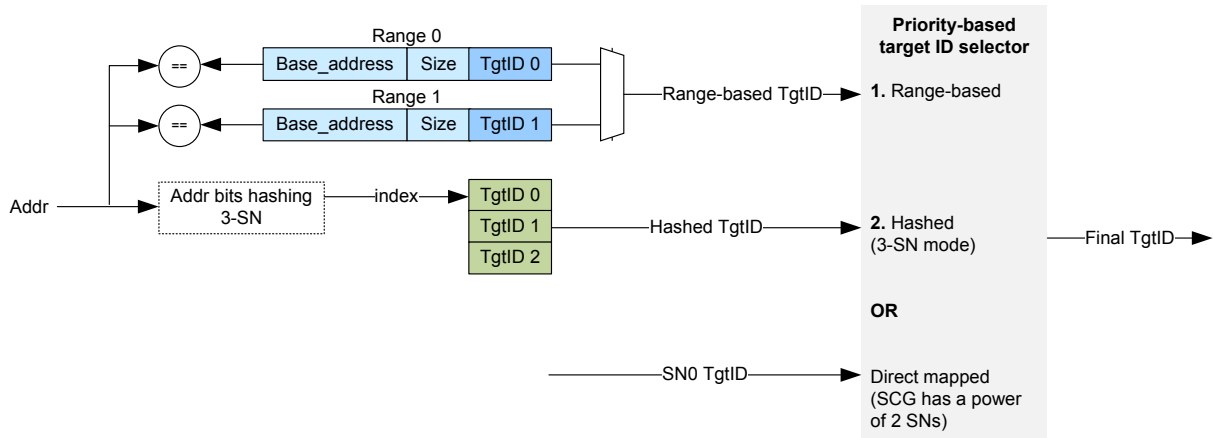 Priority-based
target ID selector
Range 0
== Base_address Size TgtID 0
Range-based TgtID 1. Range-based
Range 1
== Base_address Size TgtID 1
Addr
Addr bits hashing
3-SN
index
TgtID 0
TgtID 1
TgtID 2
Hashed TgtID
2. Hashed
(3-SN mode)
Final TgtID
OR
SN0 TgtID
Direct mapped
(SCG has a power
of 2 SNs)